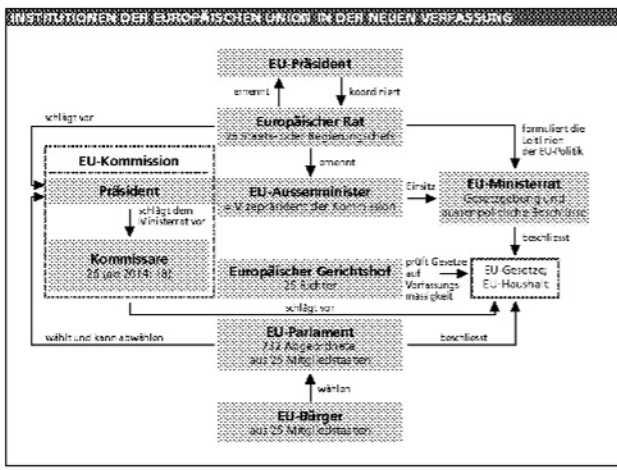 INSTITUTIONEN DER EUROPÄISCHEN UNION IN DER NEUEN VERFASSUNG
EU-Präsident
ernennt
koordiniert
schlägt vor
Europäischer Rat
25 Staats- oder Regierungschefs
formuliert die
Leitlinien
der EU-Politik
EU-Kommission
ernennt
Präsident
EU-Aussenminister
= Vizepräsident der Kommission
Einsitz
EU-Ministerrat
Gesetzgebung und
aussenpolitische Beschlüsse
schlägt dem
Ministerrat vor
beschliesst
Kommissare
25 (ab 2014: 18)
Europäischer Gerichtshof
25 Richter
prüft Gesetze
auf
Verfassungs-
mässigkeit
EU-Gesetze,
EU-Haushalt
schlägt vor
wählt und kann abwählen
EU-Parlament
732 Abgeordnete
aus 25 Mitgliedstaaten
beschliesst
wählen
EU-Bürger
aus 25 Mitgliedstaaten